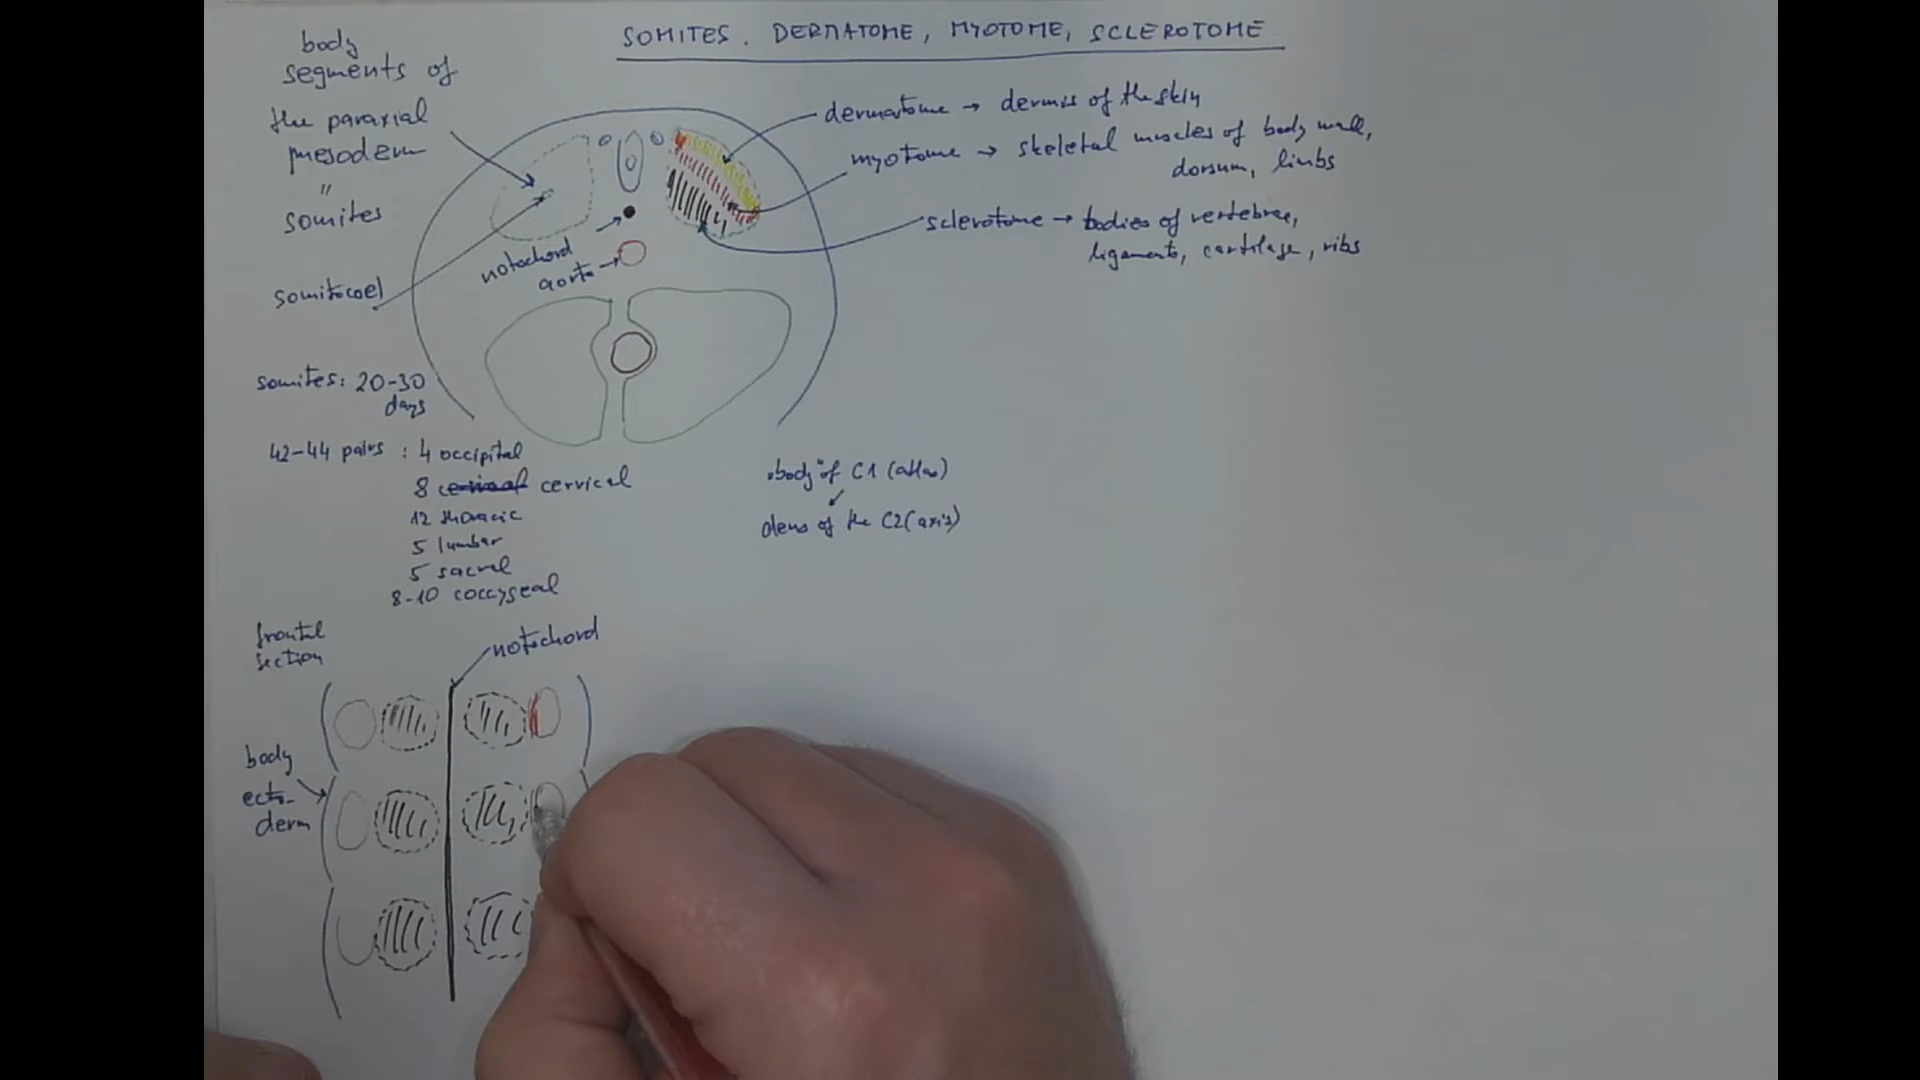 SOMITES. DERMATOME, MYOTOME, SCLEROTOME
body
segments of
the paraxial
mesoderm
"
somites
somitocoel
notochord
aorta
dermatome → dermis of the skin
myotome → skeletal muscles of body wall,
dorsum, limbs
sclerotome → bodies of vertebrae,
ligaments, cartilage, ribs
somites: 20-30
days
42-44 pairs : 4 occipital
8 cervical
12 thoracic
5 lumbar
5 sacral
8-10 coccygeal
"body" of C1 (atlas)
dens of the C2 (axis)
frontal
section
notochord
body
ecto-
derm